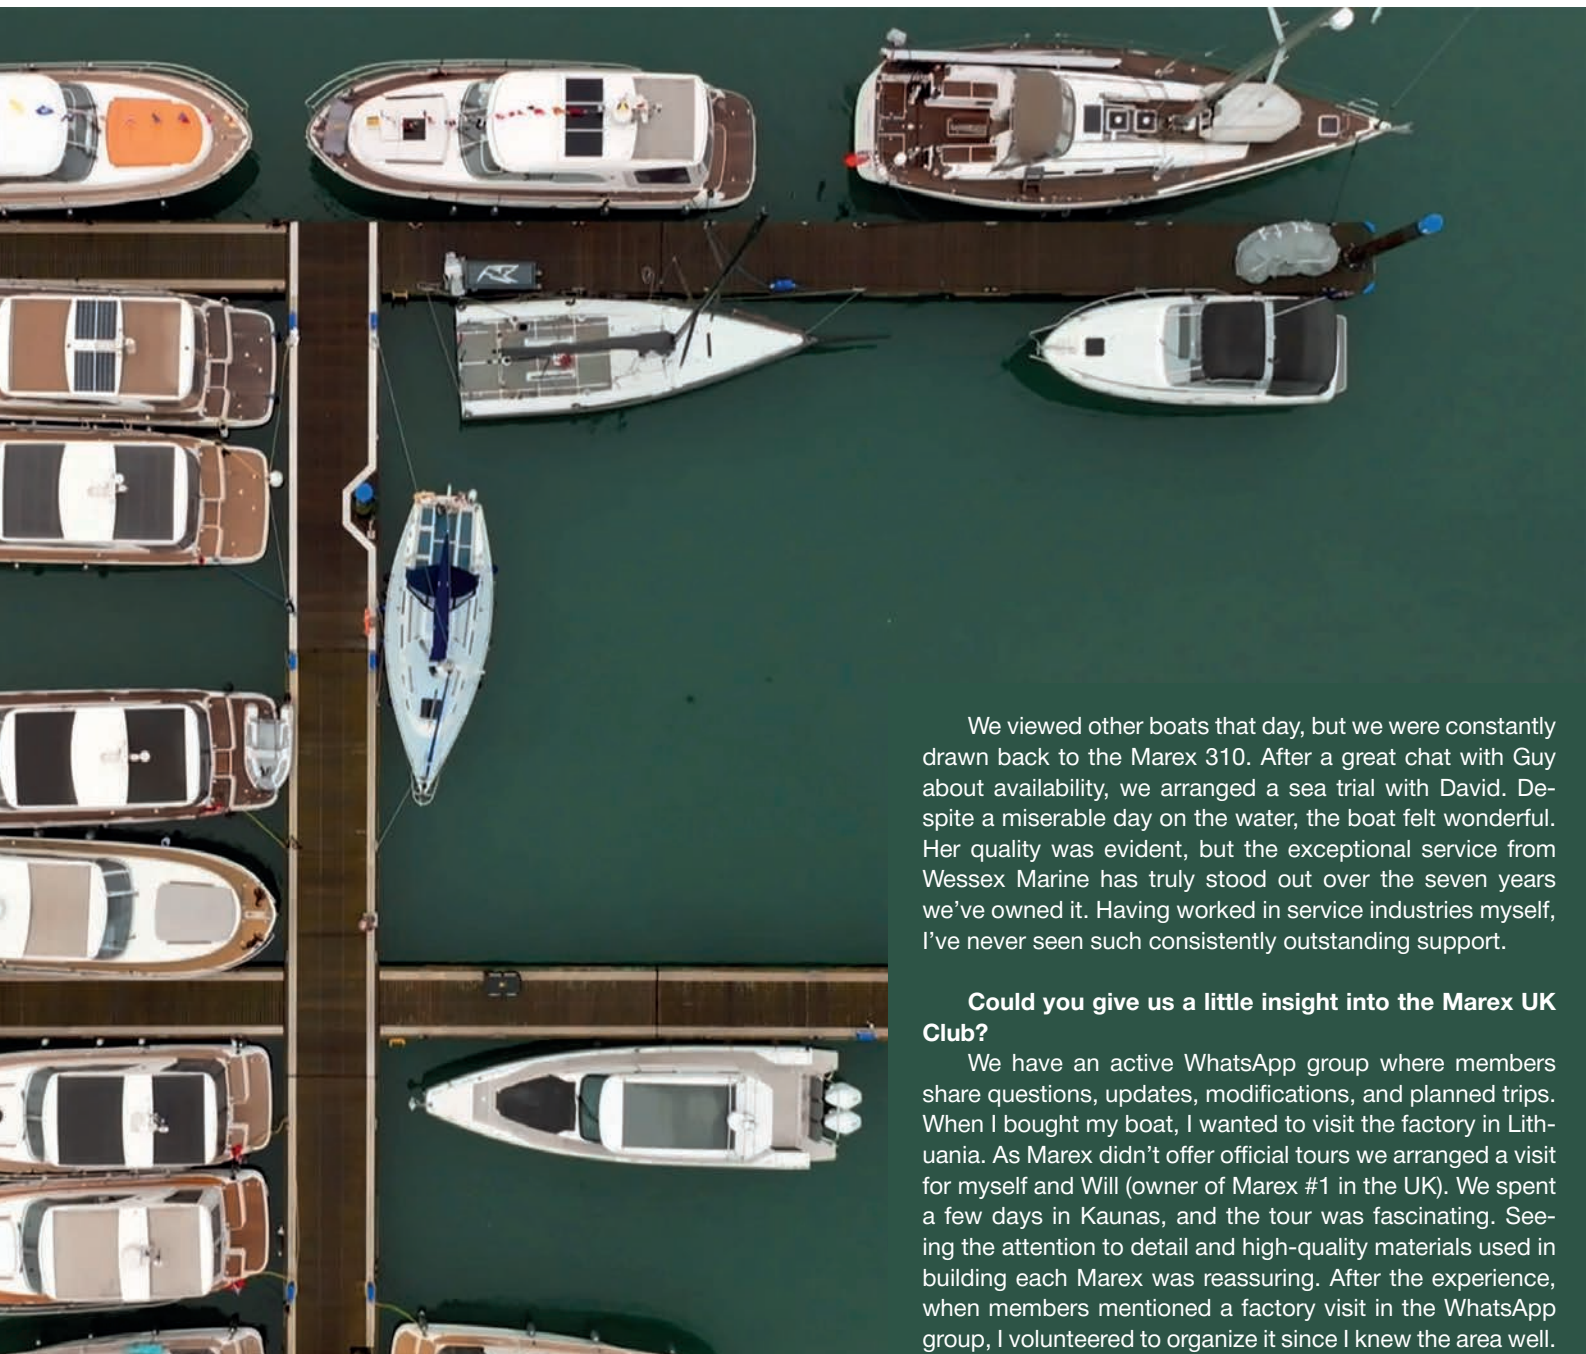 We viewed other boats that day, but we were constantly
drawn back to the Marex 310. After a great chat with Guy
about availability, we arranged a sea trial with David. De-
spite a miserable day on the water, the boat felt wonderful.
Her quality was evident, but the exceptional service from
Wessex Marine has truly stood out over the seven years
we’ve owned it. Having worked in service industries myself,
I’ve never seen such consistently outstanding support.
Could you give us a little insight into the Marex UK
Club?
We have an active WhatsApp group where members
share questions, updates, modifications, and planned trips.
When I bought my boat, I wanted to visit the factory in Lith-
uania. As Marex didn’t offer official tours we arranged a visit
for myself and Will (owner of Marex #1 in the UK). We spent
a few days in Kaunas, and the tour was fascinating. See-
ing the attention to detail and high-quality materials used in
building each Marex was reassuring. After the experience,
when members mentioned a factory visit in the WhatsApp
group, I volunteered to organize it since I knew the area well.